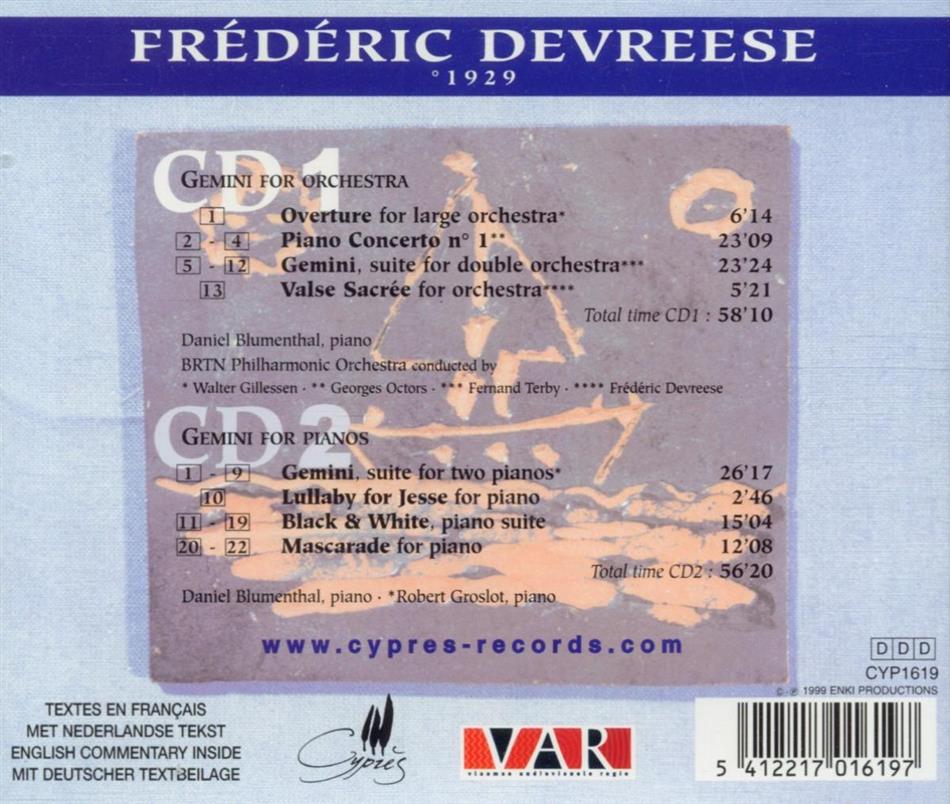 FRÉDÉRIC DEVREESE
°1929
CD1
GEMINI FOR ORCHESTRA
1 Overture for large orchestra* 6'14
2 - 4 Piano Concerto n° 1** 23'09
5 - 12 Gemini, suite for double orchestra*** 23'24
13 Valse Sacrée for orchestra**** 5'21
Total time CD1 : 58'10
Daniel Blumenthal, piano
BRTN Philharmonic Orchestra conducted by
* Walter Gillessen · ** Georges Octors · *** Fernand Terby · **** Frédéric Devreese
CD2
GEMINI FOR PIANOS
1 - 9 Gemini, suite for two pianos* 26'17
10 Lullaby for Jesse for piano 2'46
11 - 19 Black & White, piano suite 15'04
20 - 22 Mascarade for piano 12'08
Total time CD2 : 56'20
Daniel Blumenthal, piano · *Robert Groslot, piano
www.cypres-records.com
DDD
CYP1619
© ℗ 1999 ENKI PRODUCTIONS
TEXTES EN FRANÇAIS
MET NEDERLANDSE TEKST
ENGLISH COMMENTARY INSIDE
MIT DEUTSCHER TEXTBEILAGE
Cyprès
VAR
vlaamse audiovisuele regie
5 412217 016197